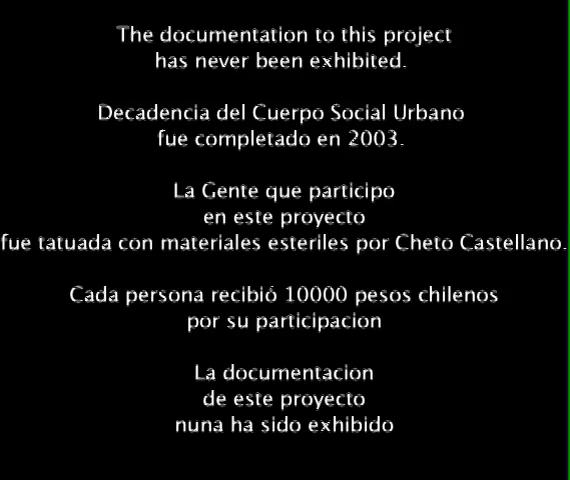 The documentation to this project
has never been exhibited.
Decadencia del Cuerpo Social Urbano
fue completado en 2003.
La Gente que participo
en este proyecto
fue tatuada con materiales esteriles por Cheto Castellano.
Cada persona recibió 10000 pesos chilenos
por su participacion
La documentacion
de este proyecto
nuna ha sido exhibido